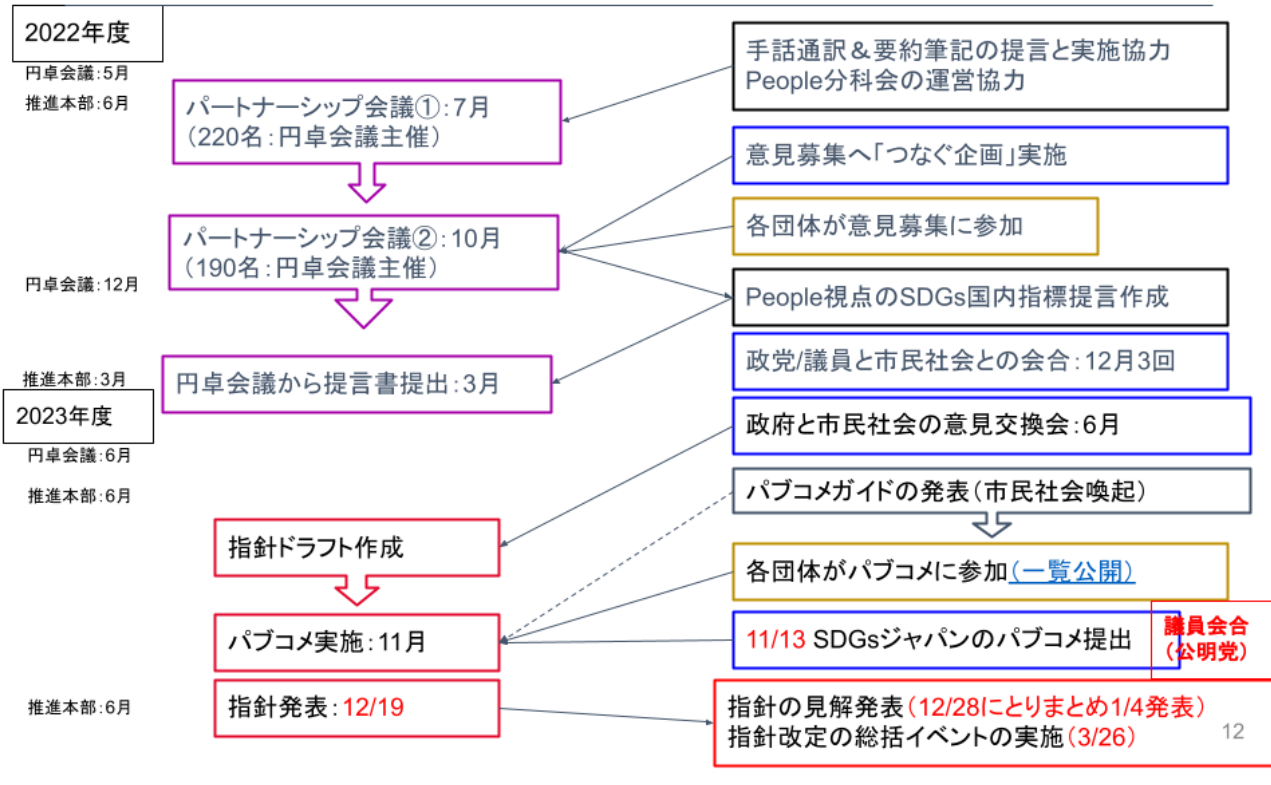 2022年度
円卓会議:5月
推進本部:6月
手話通訳&要約筆記の提言と実施協力
People分科会の運営協力
パートナーシップ会議①:7月
(220名:円卓会議主催)
意見募集へ「つなぐ企画」実施
各団体が意見募集に参加
パートナーシップ会議②:10月
(190名:円卓会議主催)
円卓会議:12月
People視点のSDGs国内指標提言作成
政党/議員と市民社会との会合:12月3回
推進本部:3月
円卓会議から提言書提出:3月
2023年度
政府と市民社会の意見交換会:6月
円卓会議:6月
推進本部:6月
パブコメガイドの発表(市民社会喚起)
指針ドラフト作成
各団体がパブコメに参加(一覧公開)
パブコメ実施:11月
11/13 SDGsジャパンのパブコメ提出
議員会合
(公明党)
推進本部:6月
指針発表:12/19
指針の見解発表(12/28にとりまとめ1/4発表)
指針改定の総括イベントの実施(3/26)
12